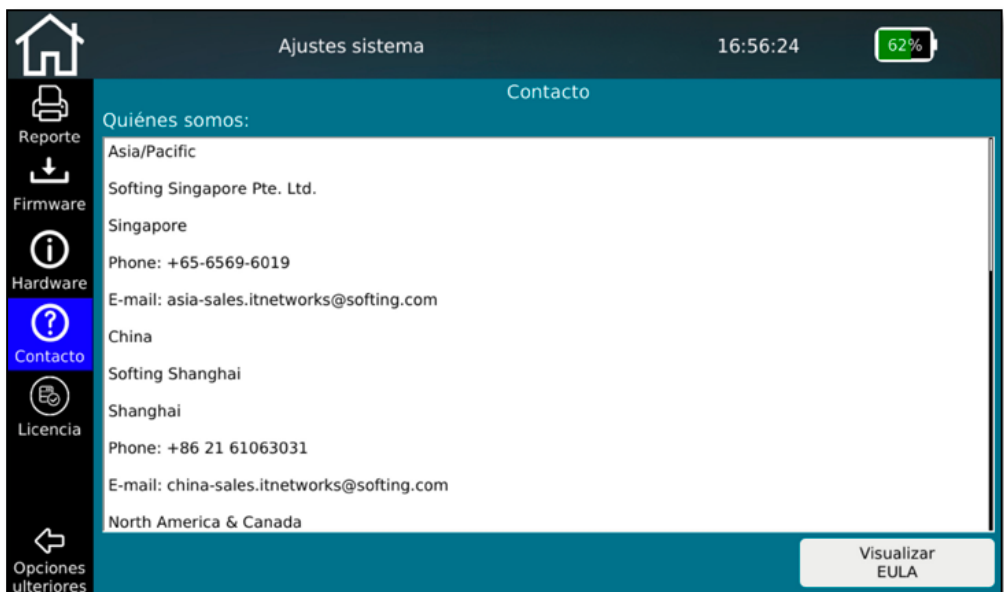 Ajustes sistema
16:56:24
62%
Reporte
Firmware
Hardware
Contacto
Licencia
Opciones
ulteriores
Contacto
Quiénes somos:
Asia/Pacific
Softing Singapore Pte. Ltd.
Singapore
Phone: +65-6569-6019
E-mail: asia-sales.itnetworks@softing.com
China
Softing Shanghai
Shanghai
Phone: +86 21 61063031
E-mail: china-sales.itnetworks@softing.com
North America & Canada
Visualizar
EULA